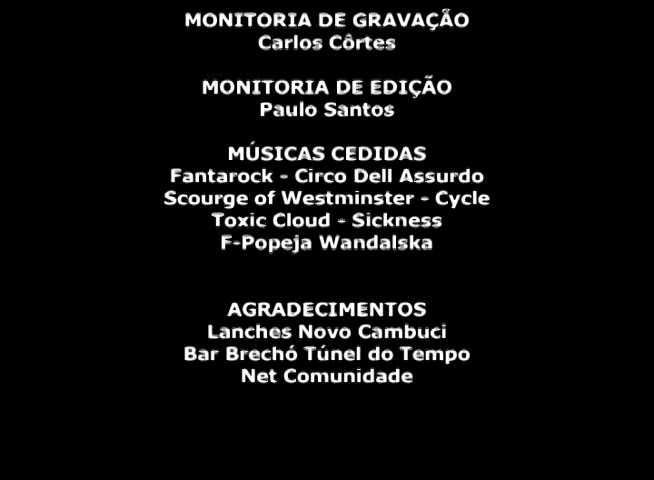 MONITORIA DE GRAVAÇÃO
Carlos Côrtes
MONITORIA DE EDIÇÃO
Paulo Santos
MÚSICAS CEDIDAS
Fantarock - Circo Dell Assurdo
Scourge of Westminster - Cycle
Toxic Cloud - Sickness
F-Popeja Wandalska
AGRADECIMENTOS
Lanches Novo Cambuci
Bar Brechó Túnel do Tempo
Net Comunidade